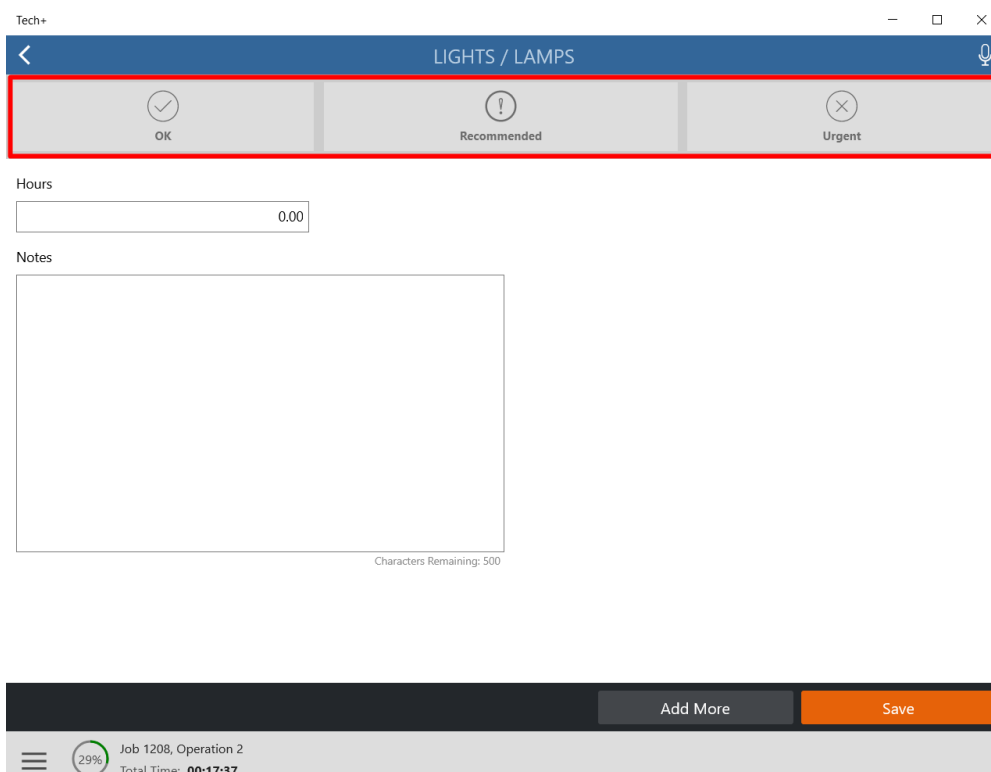 Tech+
LIGHTS / LAMPS
OK
Recommended
Urgent
Hours
0.00
Notes
Characters Remaining: 500
Add More
Save
29%
Job 1208, Operation 2
Total Time: 00:17:37